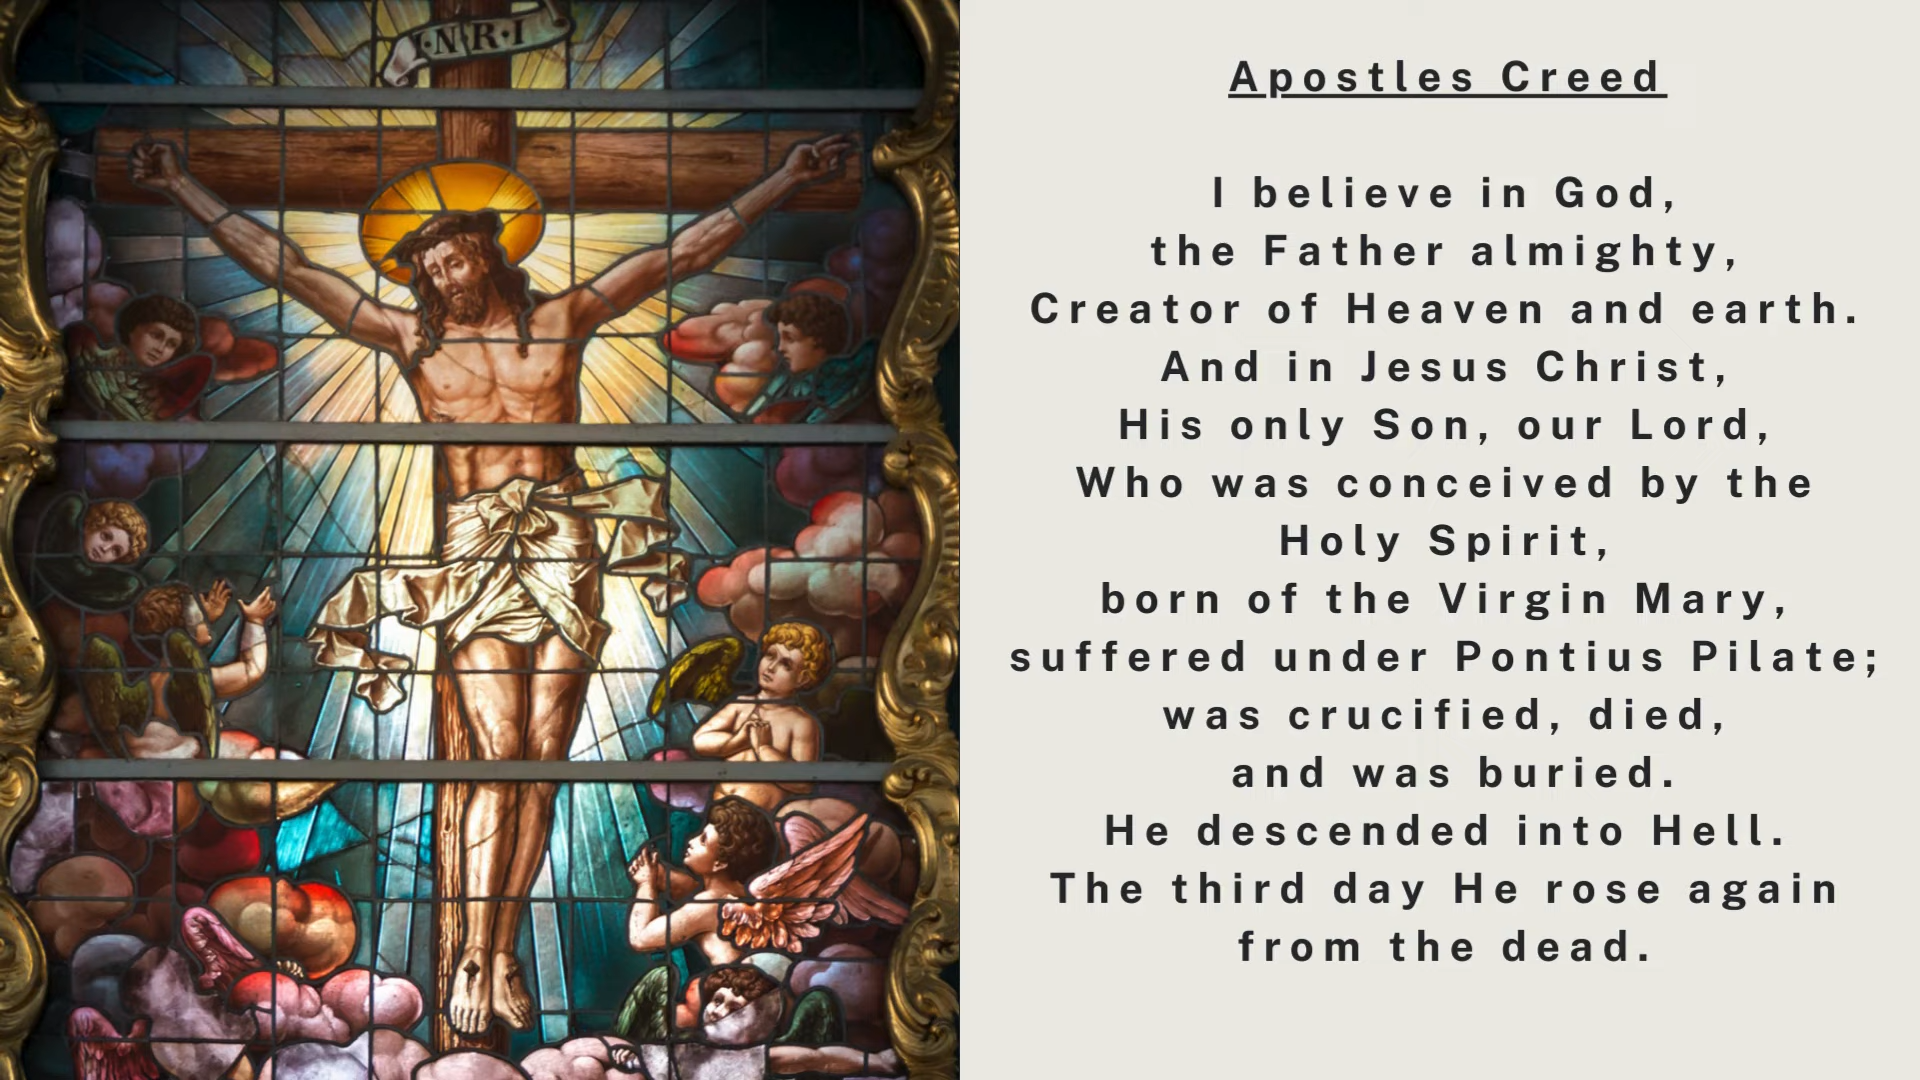 I·N·R·I
Apostles Creed
I believe in God,
the Father almighty,
Creator of Heaven and earth.
And in Jesus Christ,
His only Son, our Lord,
Who was conceived by the
Holy Spirit,
born of the Virgin Mary,
suffered under Pontius Pilate;
was crucified, died,
and was buried.
He descended into Hell.
The third day He rose again
from the dead.